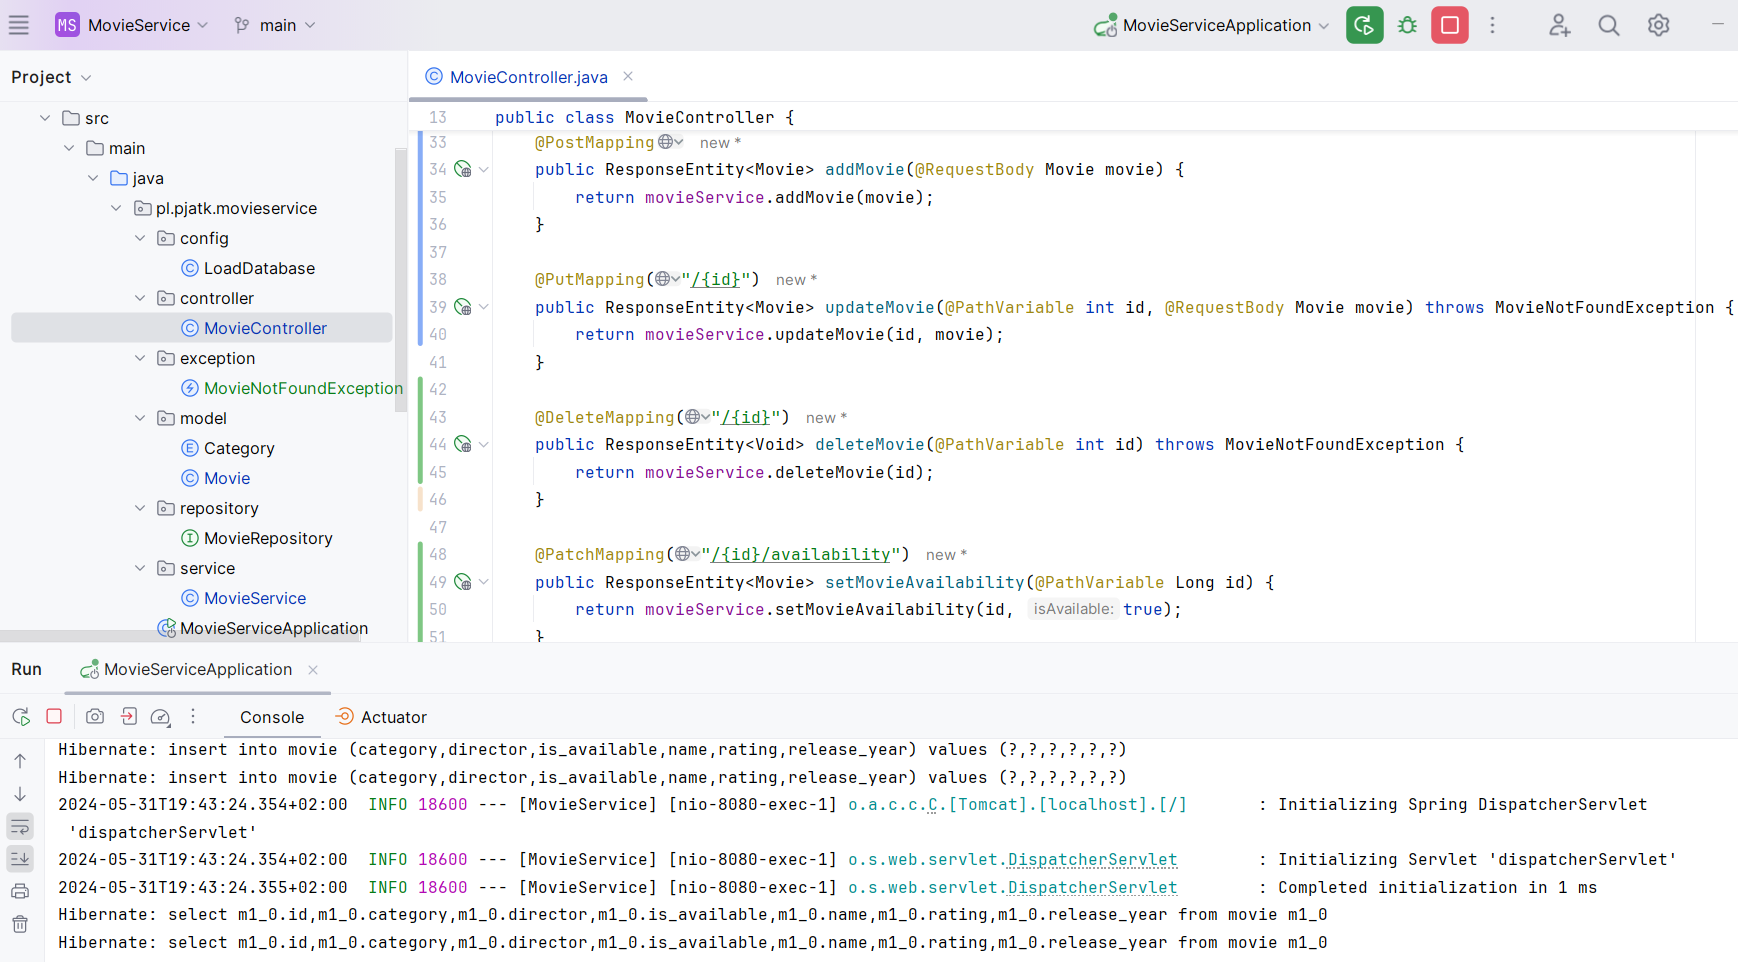 MS MovieService main MovieServiceApplication
Project
src
main
java
pl.pjatk.movieservice
config
LoadDatabase
controller
MovieController
exception
MovieNotFoundException
model
Category
Movie
repository
MovieRepository
service
MovieService
MovieServiceApplication
MovieController.java
13 public class MovieController {
33 @PostMapping new *
34 public ResponseEntity<Movie> addMovie(@RequestBody Movie movie) {
35 return movieService.addMovie(movie);
36 }
37
38 @PutMapping("/{id}") new *
39 public ResponseEntity<Movie> updateMovie(@PathVariable int id, @RequestBody Movie movie) throws MovieNotFoundException {
40 return movieService.updateMovie(id, movie);
41 }
42
43 @DeleteMapping("/{id}") new *
44 public ResponseEntity<Void> deleteMovie(@PathVariable int id) throws MovieNotFoundException {
45 return movieService.deleteMovie(id);
46 }
47
48 @PatchMapping("/{id}/availability") new *
49 public ResponseEntity<Movie> setMovieAvailability(@PathVariable Long id) {
50 return movieService.setMovieAvailability(id, isAvailable: true);
51 }
Run MovieServiceApplication
Console Actuator
Hibernate: insert into movie (category,director,is_available,name,rating,release_year) values (?,?,?,?,?,?)
Hibernate: insert into movie (category,director,is_available,name,rating,release_year) values (?,?,?,?,?,?)
2024-05-31T19:43:24.354+02:00 INFO 18600 --- [MovieService] [nio-8080-exec-1] o.a.c.c.C.[Tomcat].[localhost].[/] : Initializing Spring DispatcherServlet
'dispatcherServlet'
2024-05-31T19:43:24.354+02:00 INFO 18600 --- [MovieService] [nio-8080-exec-1] o.s.web.servlet.DispatcherServlet : Initializing Servlet 'dispatcherServlet'
2024-05-31T19:43:24.355+02:00 INFO 18600 --- [MovieService] [nio-8080-exec-1] o.s.web.servlet.DispatcherServlet : Completed initialization in 1 ms
Hibernate: select m1_0.id,m1_0.category,m1_0.director,m1_0.is_available,m1_0.name,m1_0.rating,m1_0.release_year from movie m1_0
Hibernate: select m1_0.id,m1_0.category,m1_0.director,m1_0.is_available,m1_0.name,m1_0.rating,m1_0.release_year from movie m1_0